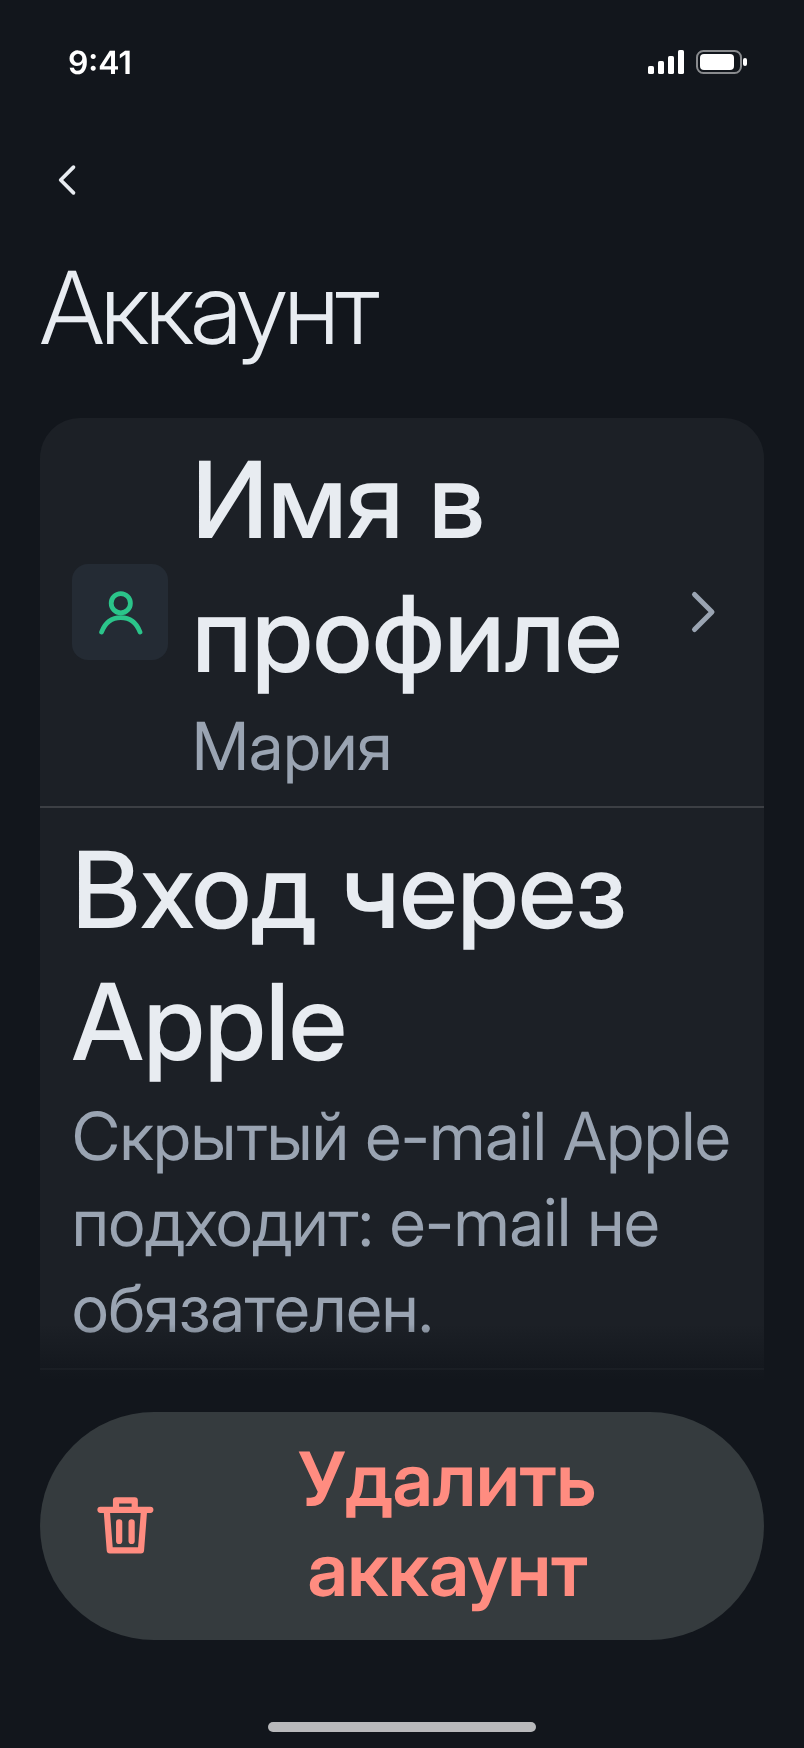 9:41
Аккаунт
Имя в
профиле
Мария
Вход через
Apple
Скрытый e-mail Apple
подходит: e-mail не
обязателен.
Удалить
аккаунт